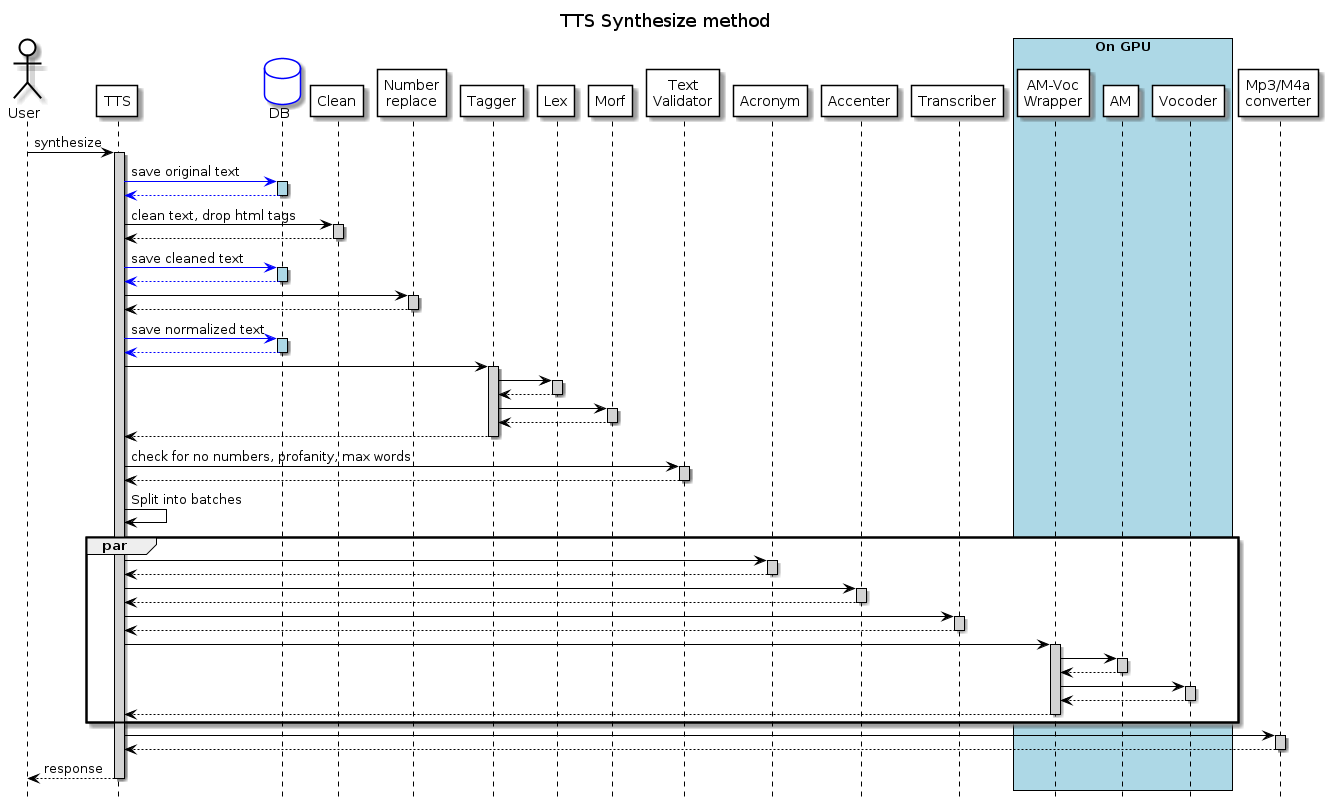 TTS Synthesize method
On GPU
User
TTS
DB
Clean
Number
replace
Tagger
Lex
Morf
Text
Validator
Acronym
Accenter
Transcriber
AM-Voc
Wrapper
AM
Vocoder
Mp3/M4a
converter
synthesize
save original text
clean text, drop html tags
save cleaned text
save normalized text
check for no numbers, profanity, max words
Split into batches
par
response